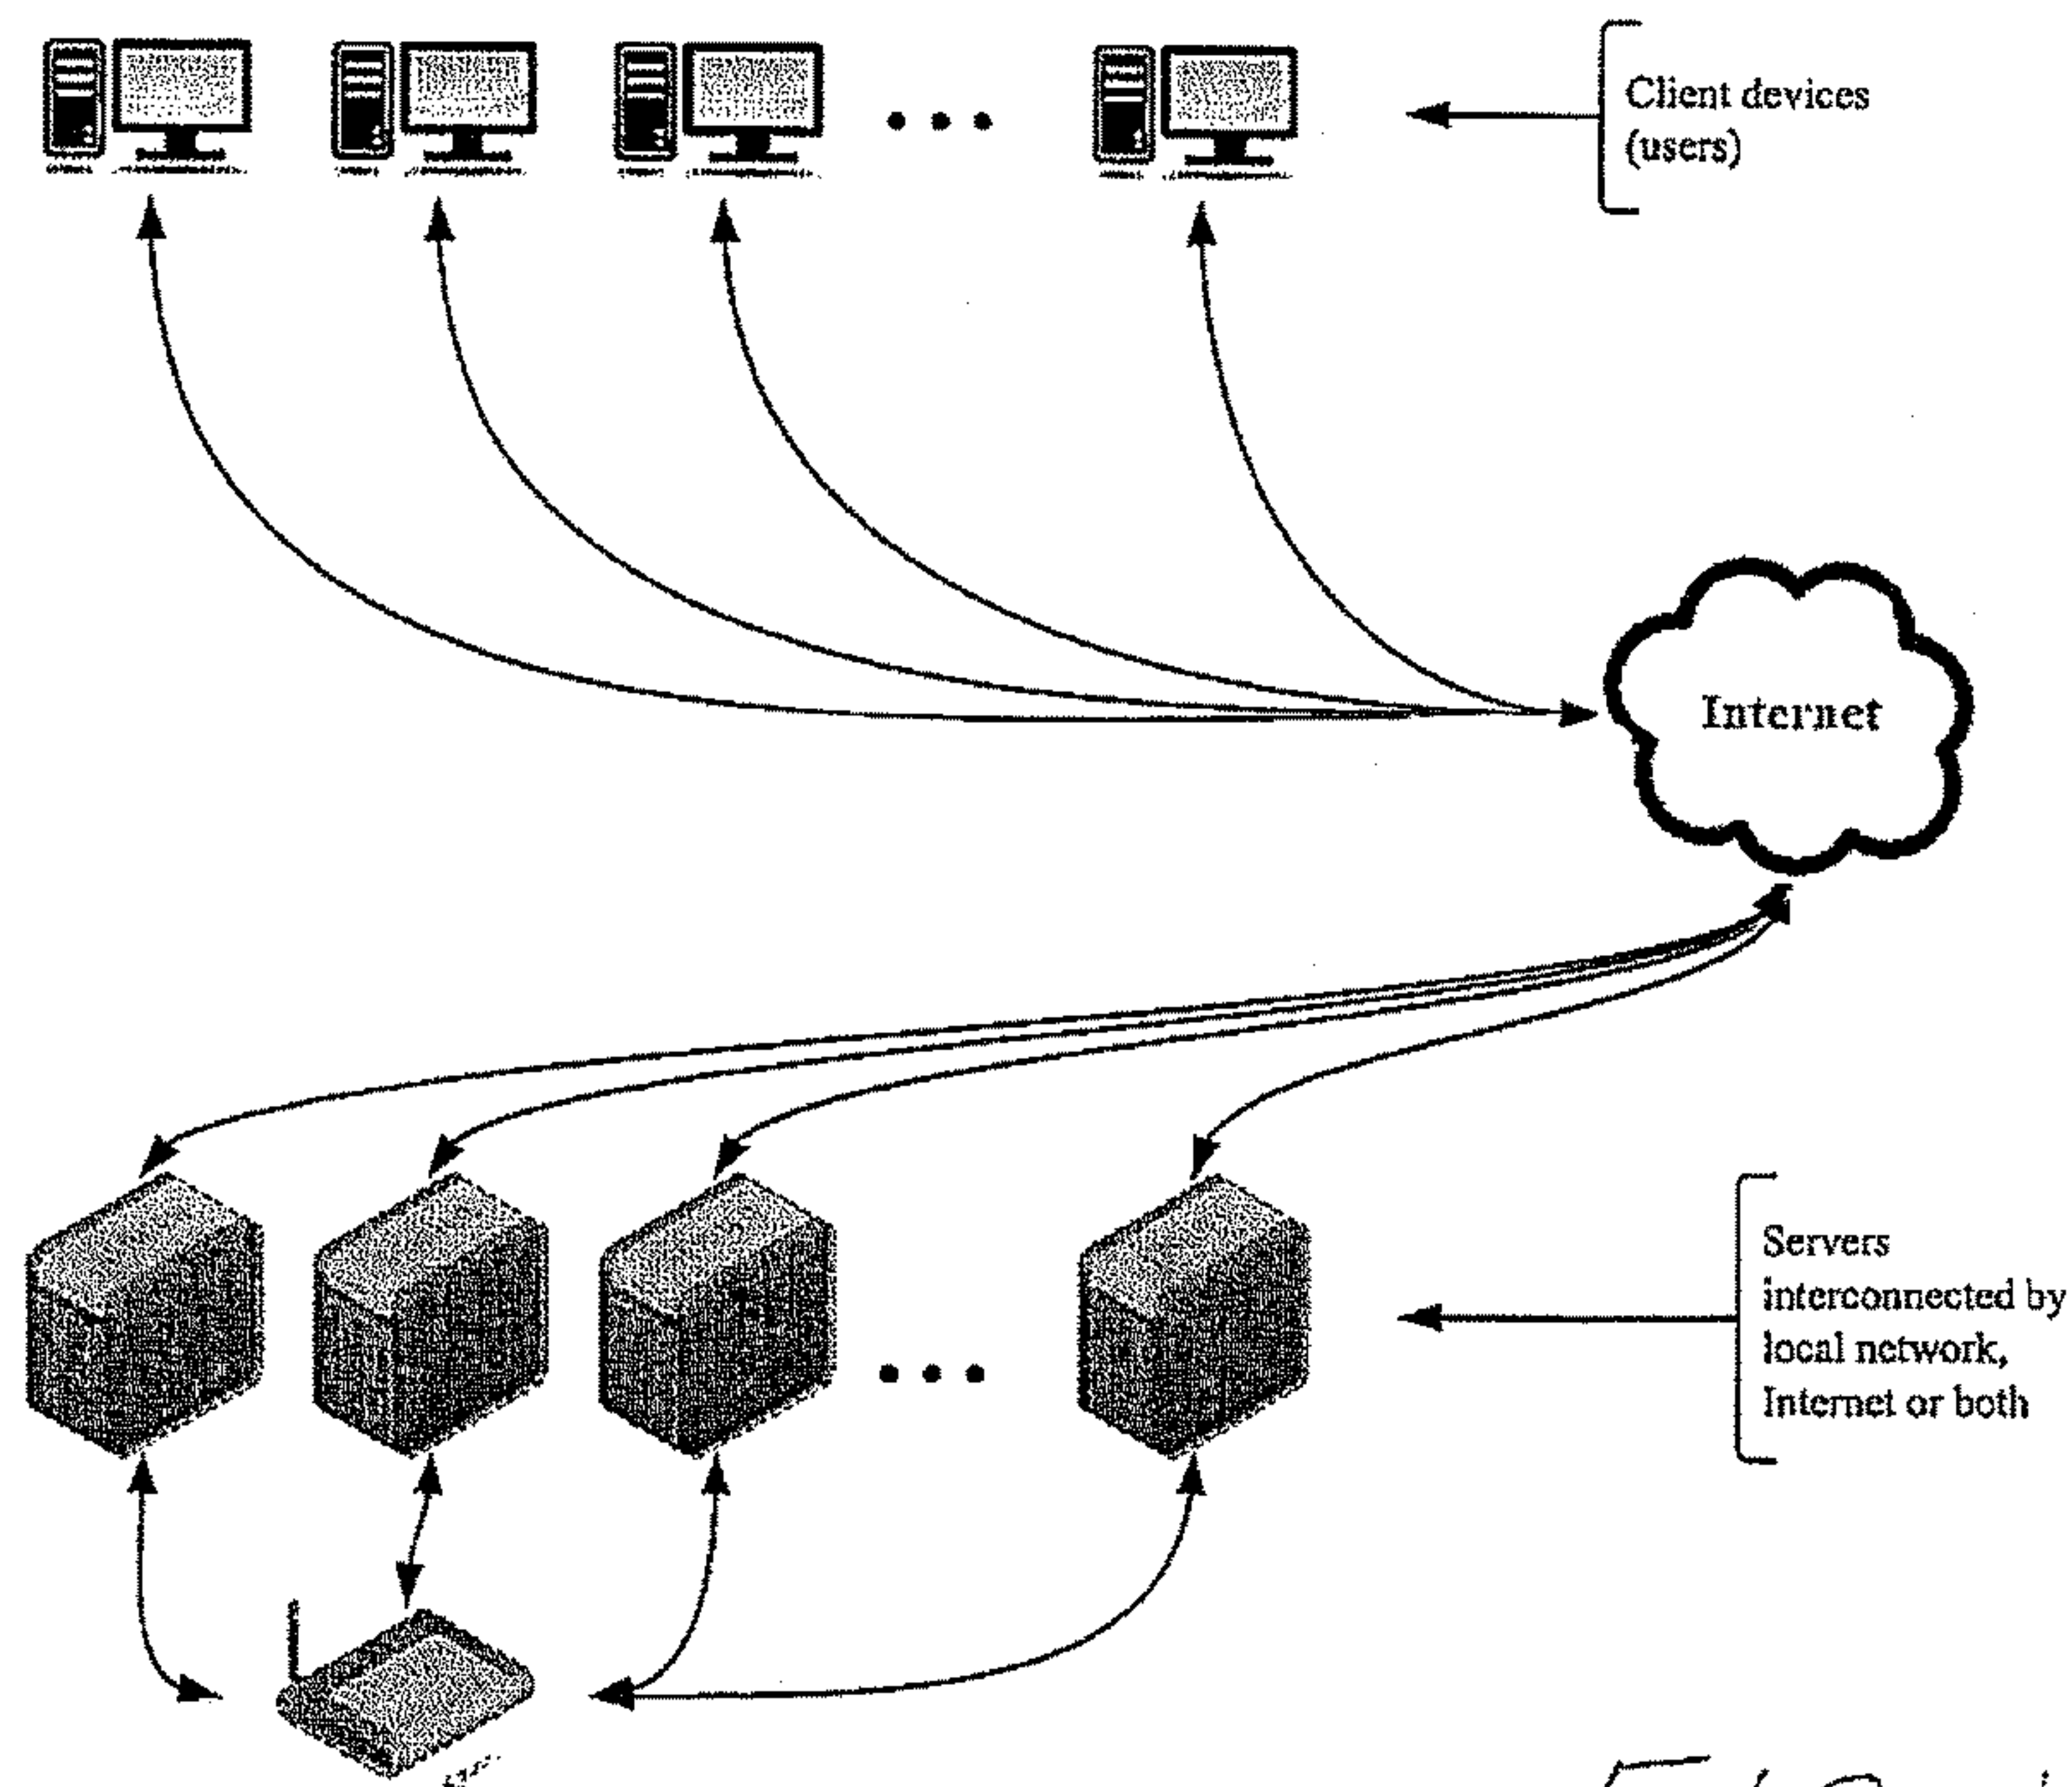 Client devices
(users)
Internet
Servers
interconnected by
local network,
Internet or both